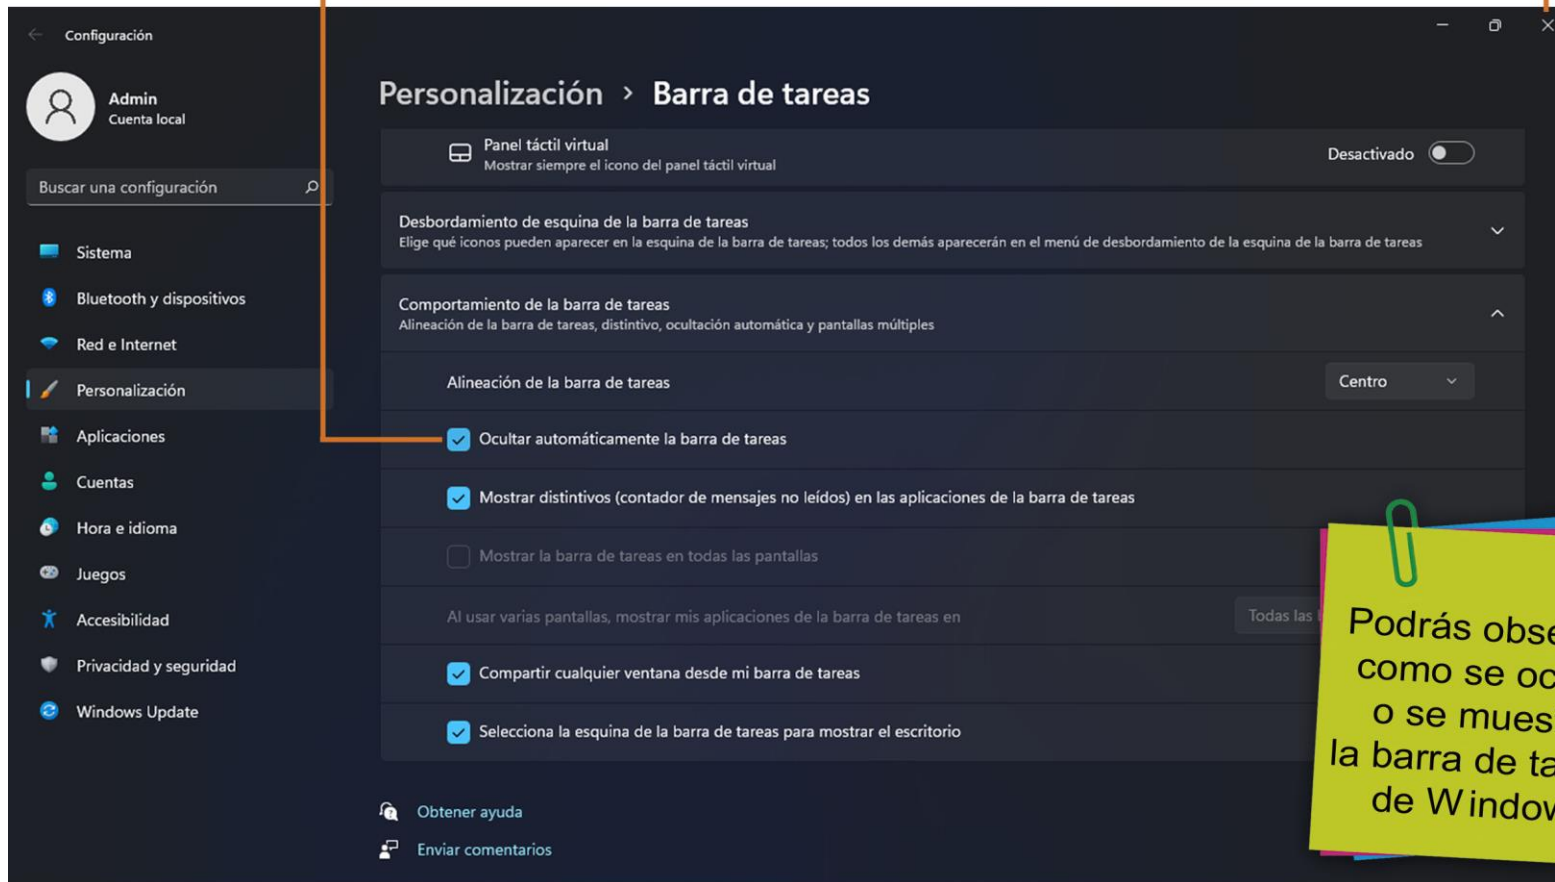 Configuración
Admin
Cuenta local
Buscar una configuración
Sistema
Bluetooth y dispositivos
Red e Internet
Personalización
Aplicaciones
Cuentas
Hora e idioma
Juegos
Accesibilidad
Privacidad y seguridad
Windows Update
Personalización > Barra de tareas
Panel táctil virtual
Mostrar siempre el icono del panel táctil virtual
Desactivado
Desbordamiento de esquina de la barra de tareas
Elige qué iconos pueden aparecer en la esquina de la barra de tareas; todos los demás aparecerán en el menú de desbordamiento de la esquina de la barra de tareas
Comportamiento de la barra de tareas
Alineación de la barra de tareas, distintivo, ocultación automática y pantallas múltiples
Alineación de la barra de tareas
Centro
Ocultar automáticamente la barra de tareas
Mostrar distintivos (contador de mensajes no leídos) en las aplicaciones de la barra de tareas
Mostrar la barra de tareas en todas las pantallas
Al usar varias pantallas, mostrar mis aplicaciones de la barra de tareas en
Todas las
Compartir cualquier ventana desde mi barra de tareas
Selecciona la esquina de la barra de tareas para mostrar el escritorio
Obtener ayuda
Enviar comentarios
Podrás obse
como se oc
o se mues
la barra de ta
de Window